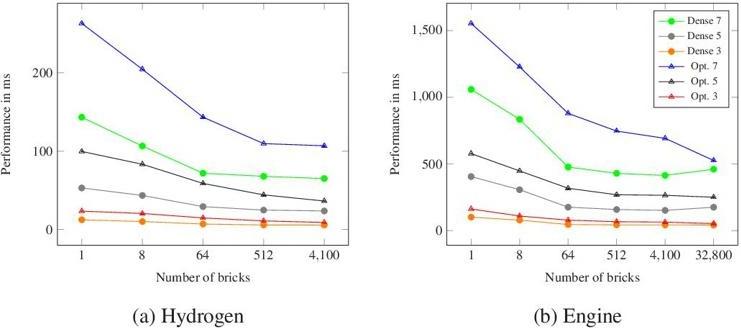 Performance in ms
200
100
0
1 8 64 512 4,100
Number of bricks
(a) Hydrogen
Performance in ms
1,500
1,000
500
0
1 8 64 512 4,100 32,800
Number of bricks
Dense 7
Dense 5
Dense 3
Opt. 7
Opt. 5
Opt. 3
(b) Engine